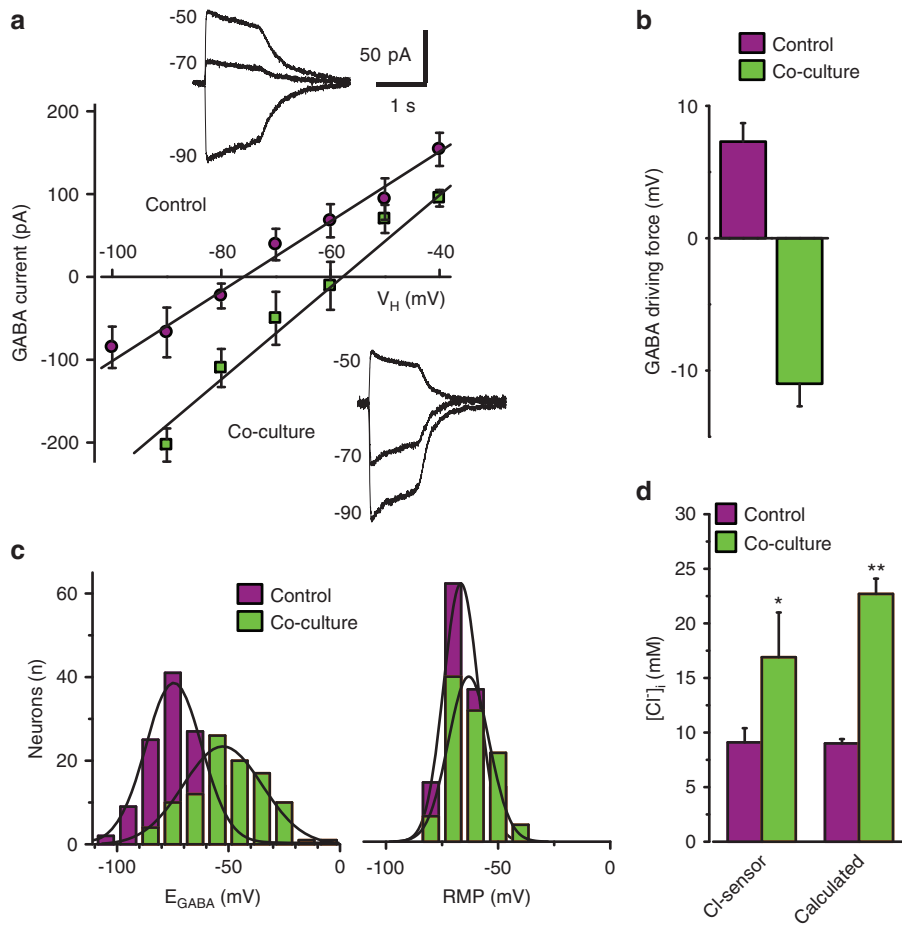 a
-50
-70
-90
50 pA
1 s
200
100
0
-100
-200
GABA current (pA)
Control
-100
-80
-60
-40
V_H (mV)
Co-culture
-50
-70
-90
b
Control
Co-culture
10
0
-10
GABA driving force (mV)
c
Control
Co-culture
60
40
20
0
Neurons (n)
-100
-50
0
E_GABA (mV)
-100
-50
0
RMP (mV)
d
Control
Co-culture
30
25
20
15
10
5
0
[Cl⁻]i (mM)
*
**
Cl-sensor
Calculated